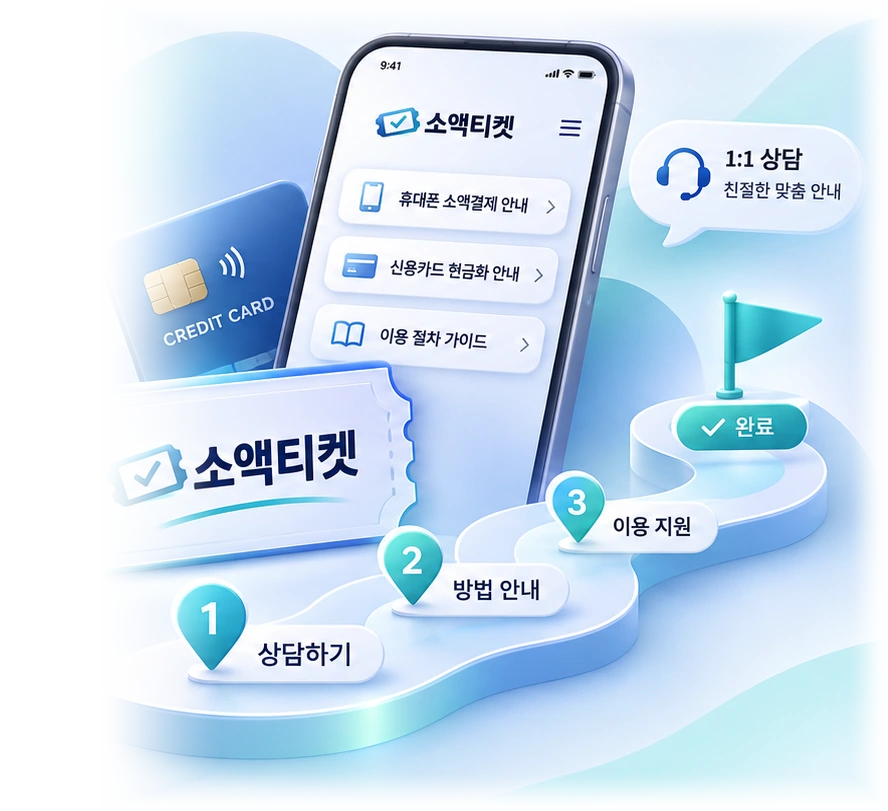 9:41
소액티켓
휴대폰 소액결제 안내
신용카드 현금화 안내
이용 절차 가이드
1:1 상담
친절한 맞춤 안내
CREDIT CARD
소액티켓
완료
3
이용 지원
2
방법 안내
1
상담하기